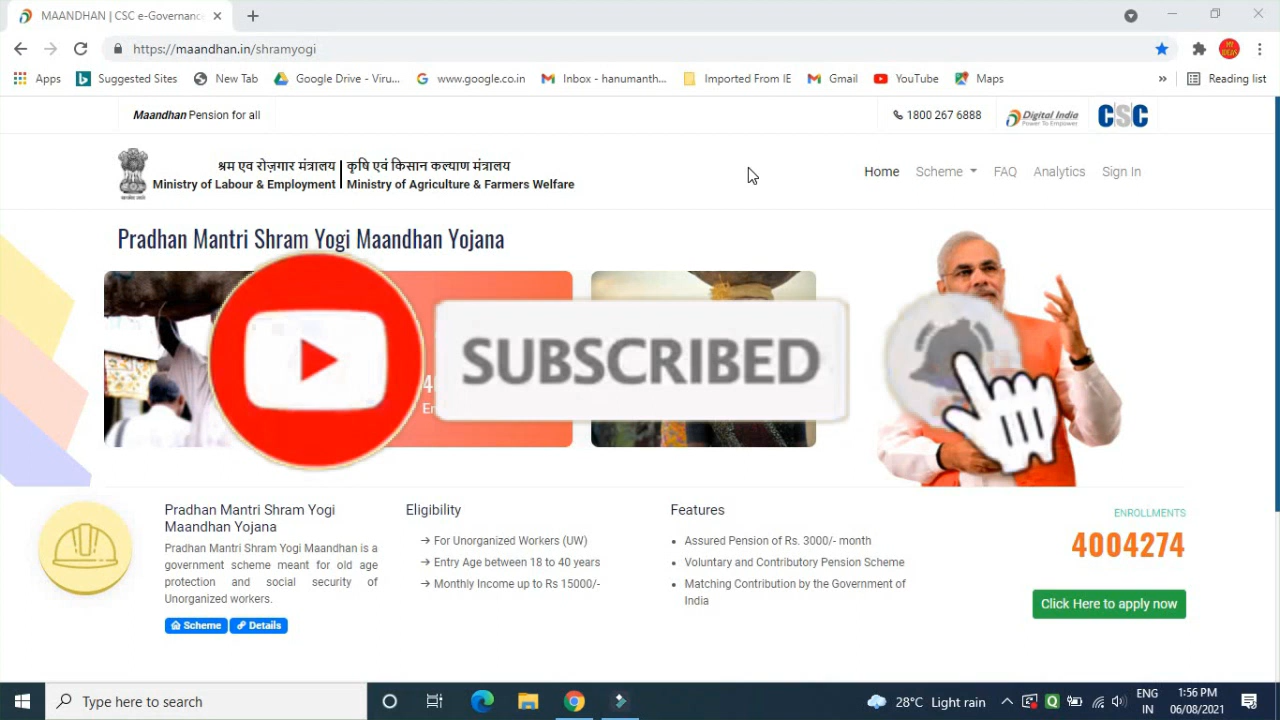 MAANDHAN | CSC e-Governance
https://maandhan.in/shramyogi
Apps
Suggested Sites
New Tab
Google Drive - Viru...
www.google.co.in
Inbox - hanumanth...
Imported From IE
Gmail
YouTube
Maps
»
Reading list
Maandhan Pension for all
1800 267 6888
Digital India
Power To Empower
CSC
श्रम एवं रोज़गार मंत्रालय
Ministry of Labour & Employment
कृषि एवं किसान कल्याण मंत्रालय
Ministry of Agriculture & Farmers Welfare
Home
Scheme
FAQ
Analytics
Sign In
Pradhan Mantri Shram Yogi Maandhan Yojana
SUBSCRIBED
Pradhan Mantri Shram Yogi
Maandhan Yojana
Pradhan Mantri Shram Yogi Maandhan is a
government scheme meant for old age
protection and social security of
Unorganized workers.
Scheme
Details
Eligibility
→ For Unorganized Workers (UW)
→ Entry Age between 18 to 40 years
→ Monthly Income up to Rs 15000/-
Features
• Assured Pension of Rs. 3000/- month
• Voluntary and Contributory Pension Scheme
• Matching Contribution by the Government of
India
ENROLLMENTS
4004274
Click Here to apply now
Type here to search
28°C Light rain
ENG
IN
1:56 PM
06/08/2021